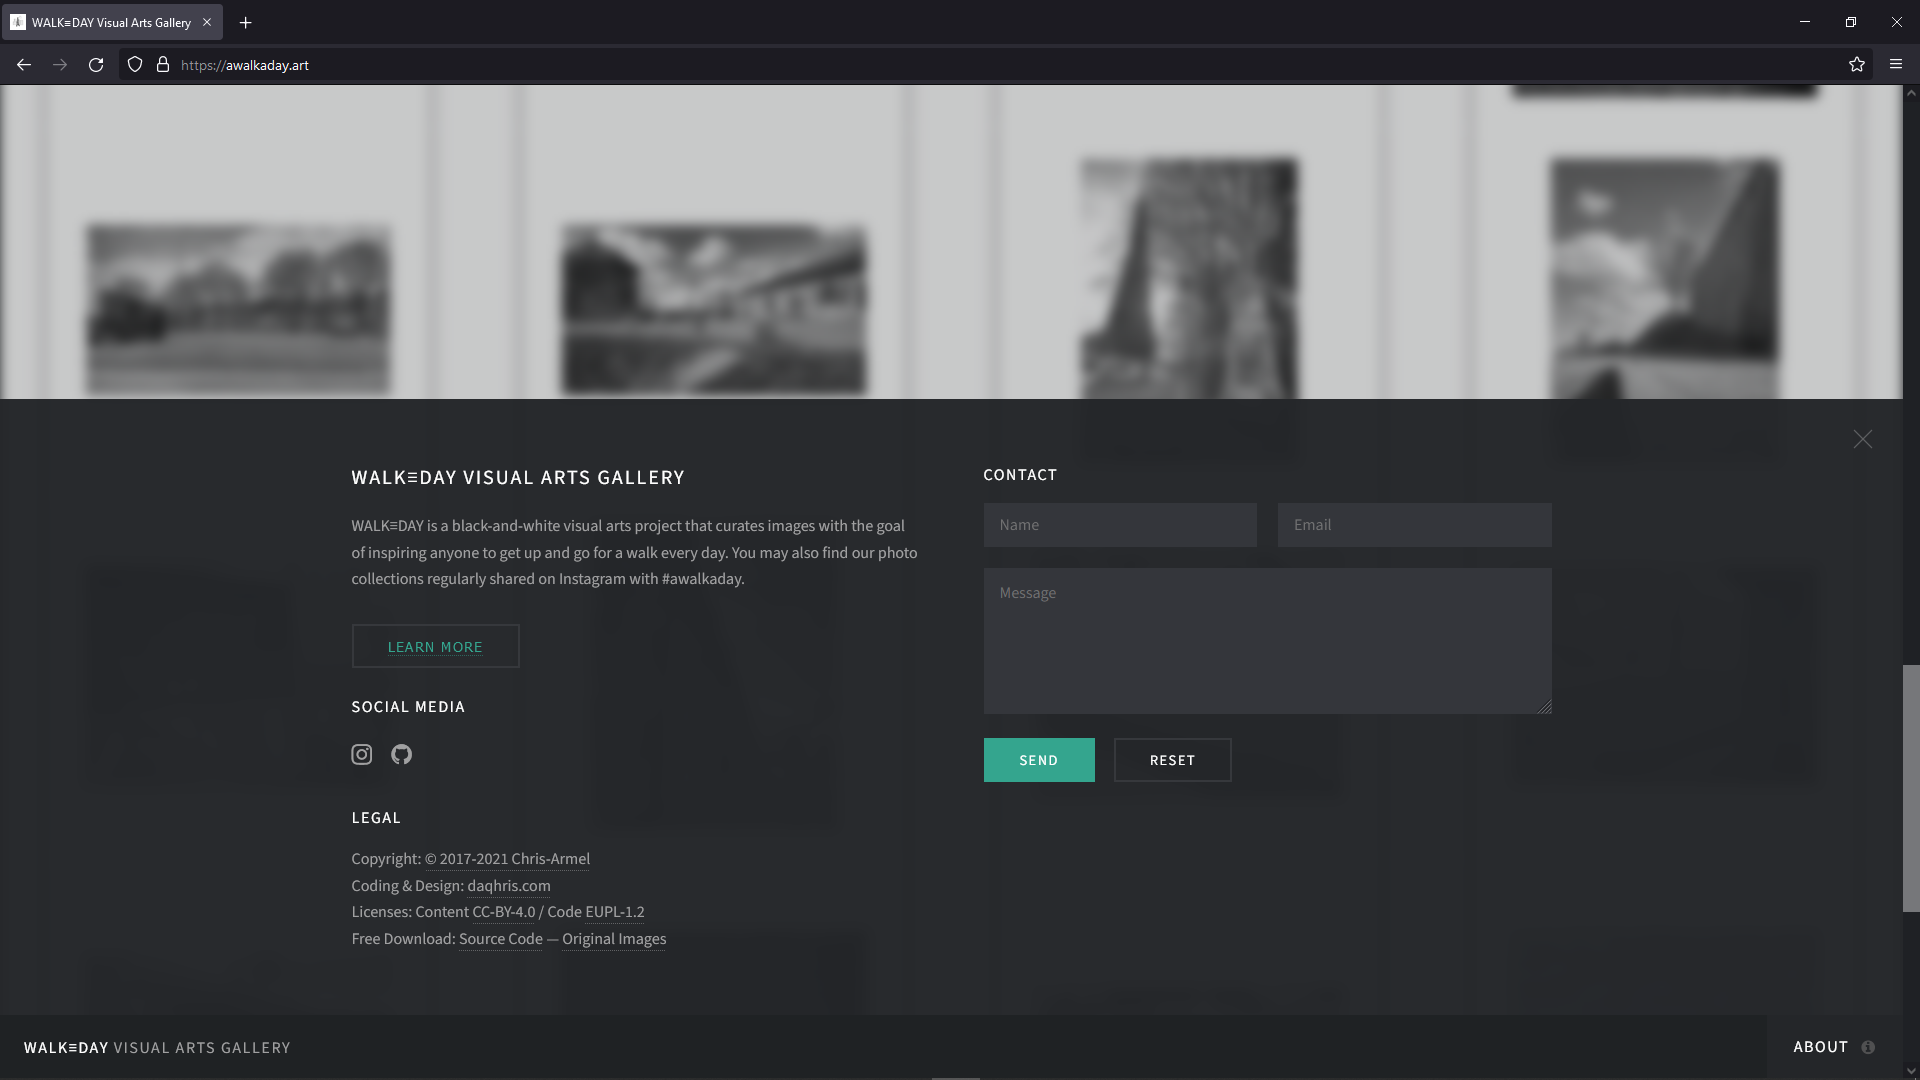 WALK≡DAY Visual Arts Gallery
https://awalkaday.art
WALK≡DAY VISUAL ARTS GALLERY
WALK≡DAY is a black-and-white visual arts project that curates images with the goal
of inspiring anyone to get up and go for a walk every day. You may also find our photo
collections regularly shared on Instagram with #awalkaday.
LEARN MORE
SOCIAL MEDIA
LEGAL
Copyright: © 2017-2021 Chris-Armel
Coding & Design: daqhris.com
Licenses: Content CC-BY-4.0 / Code EUPL-1.2
Free Download: Source Code — Original Images
CONTACT
Name
Email
Message
SEND
RESET
WALK≡DAY VISUAL ARTS GALLERY
ABOUT